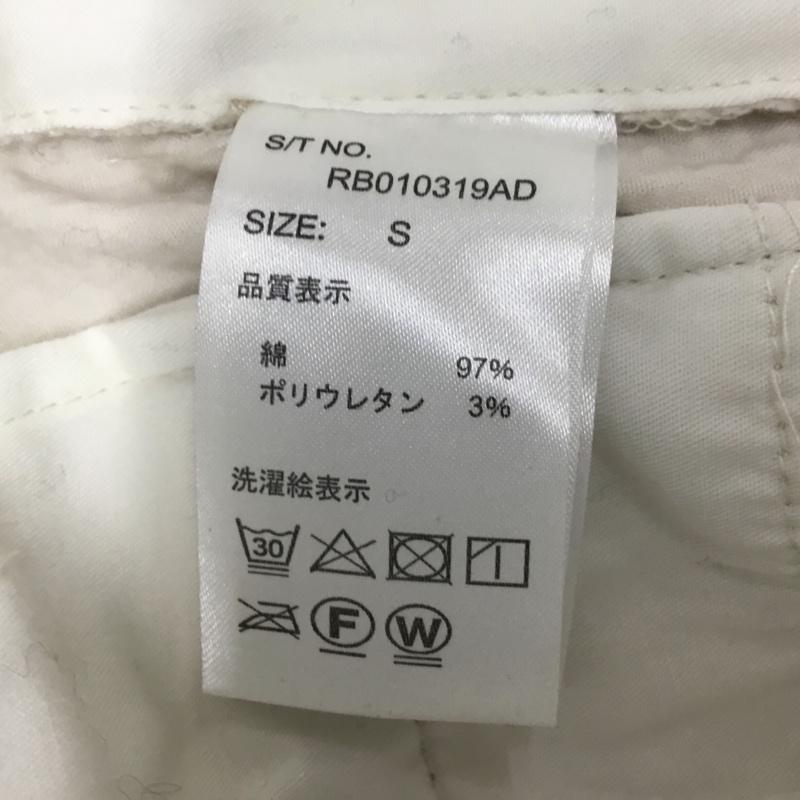 S/T NO.
RB010319AD
SIZE: S
品質表示
綿 97%
ポリウレタン 3%
洗濯絵表示
30
F W